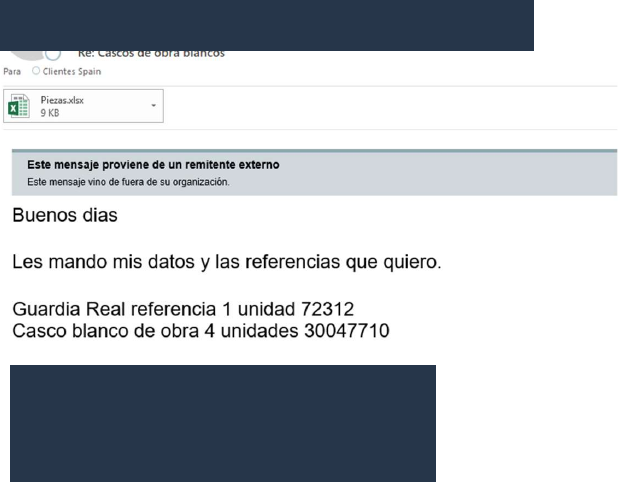 Re: Cascos de obra blancos
Para Clientes Spain
Piezas.xlsx
9 KB
Este mensaje proviene de un remitente externo
Este mensaje vino de fuera de su organización.
Buenos dias
Les mando mis datos y las referencias que quiero.
Guardia Real referencia 1 unidad 72312
Casco blanco de obra 4 unidades 30047710